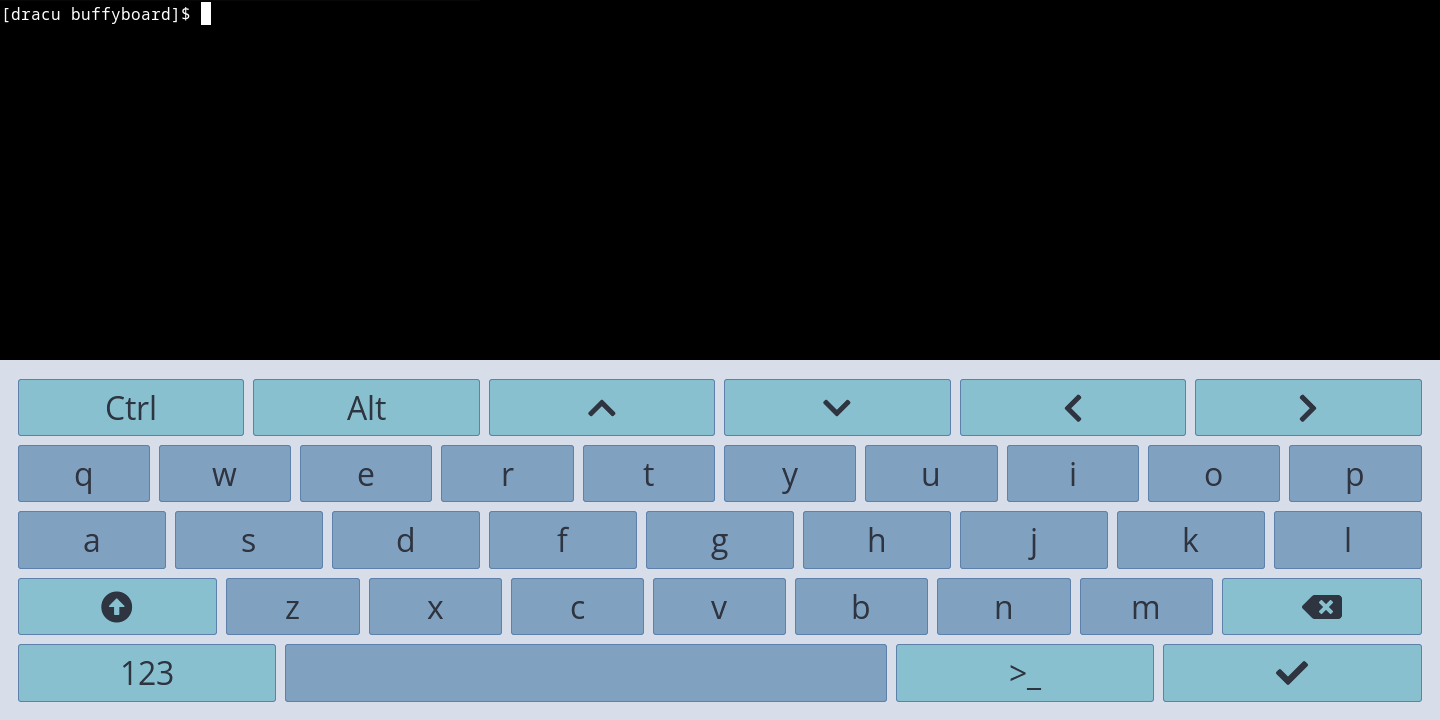 [dracu buffyboard]$
Ctrl Alt
q w e r t y u i o p
a s d f g h j k l
z x c v b n m
123 >_